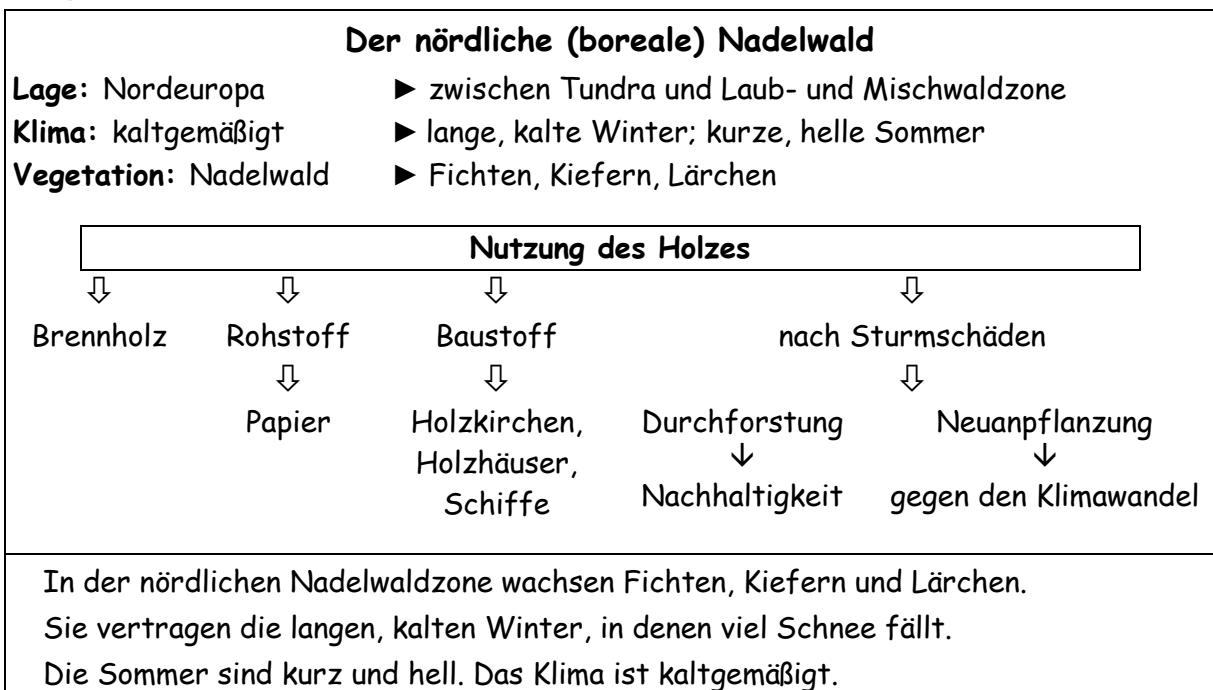 Der nördliche (boreale) Nadelwald
Lage: Nordeuropa ► zwischen Tundra und Laub- und Mischwaldzone
Klima: kaltgemäßigt ► lange, kalte Winter; kurze, helle Sommer
Vegetation: Nadelwald ► Fichten, Kiefern, Lärchen
Nutzung des Holzes
⇩ ⇩ ⇩ ⇩
Brennholz Rohstoff Baustoff nach Sturmschäden
⇩ ⇩ ⇩
Papier Holzkirchen, Durchforstung Neuanpflanzung
Holzhäuser, ↓ ↓
Schiffe Nachhaltigkeit gegen den Klimawandel
In der nördlichen Nadelwaldzone wachsen Fichten, Kiefern und Lärchen.
Sie vertragen die langen, kalten Winter, in denen viel Schnee fällt.
Die Sommer sind kurz und hell. Das Klima ist kaltgemäßigt.